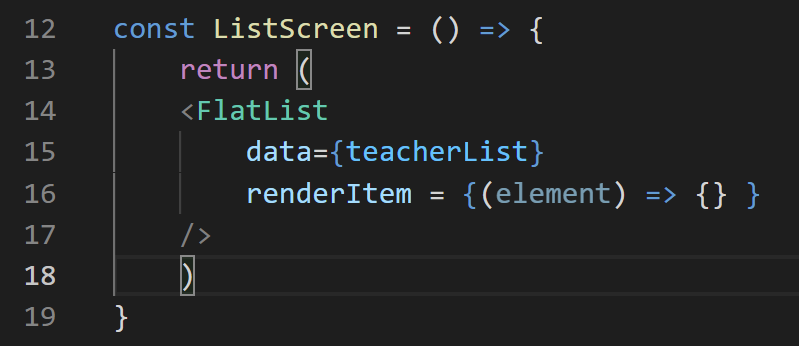 12 const ListScreen = () => {
13 return (
14 <FlatList
15 data={teacherList}
16 renderItem = {(element) => {} }
17 />
18 )
19 }